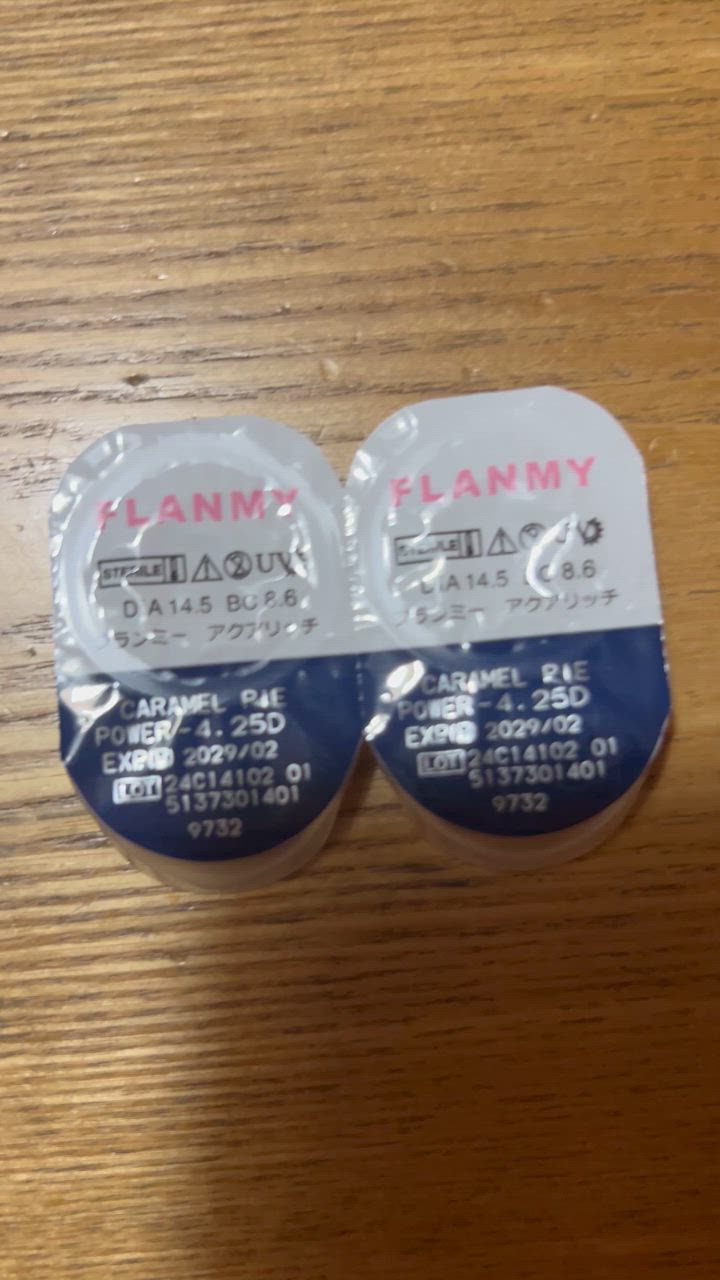 FLANMY
STERILE UV
DIA 14.5 BC 8.6
フランミー アクアリッチ
CARAMEL PIE
POWER -4.25D
EXP 2029/02
LOT 24C14102 01
5137301401
9732
FLANMY
STERILE UV
DIA 14.5 BC 8.6
フランミー アクアリッチ
CARAMEL PIE
POWER -4.25D
EXP 2029/02
LOT 24C14102 01
5137301401
9732